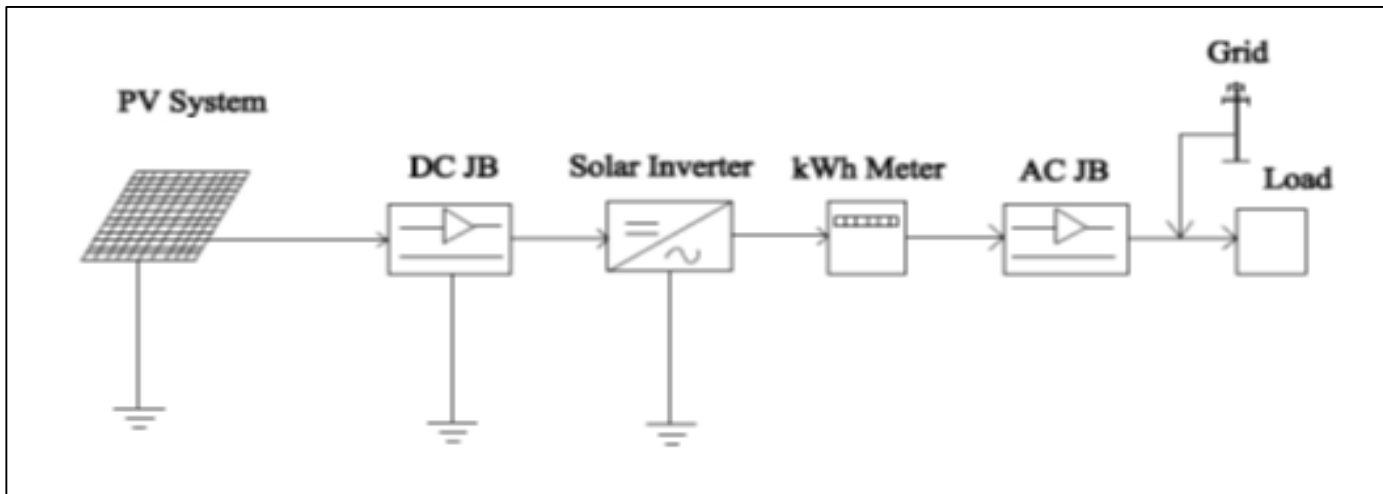 Grid
PV System
DC JB
Solar Inverter
kWh Meter
AC JB
Load